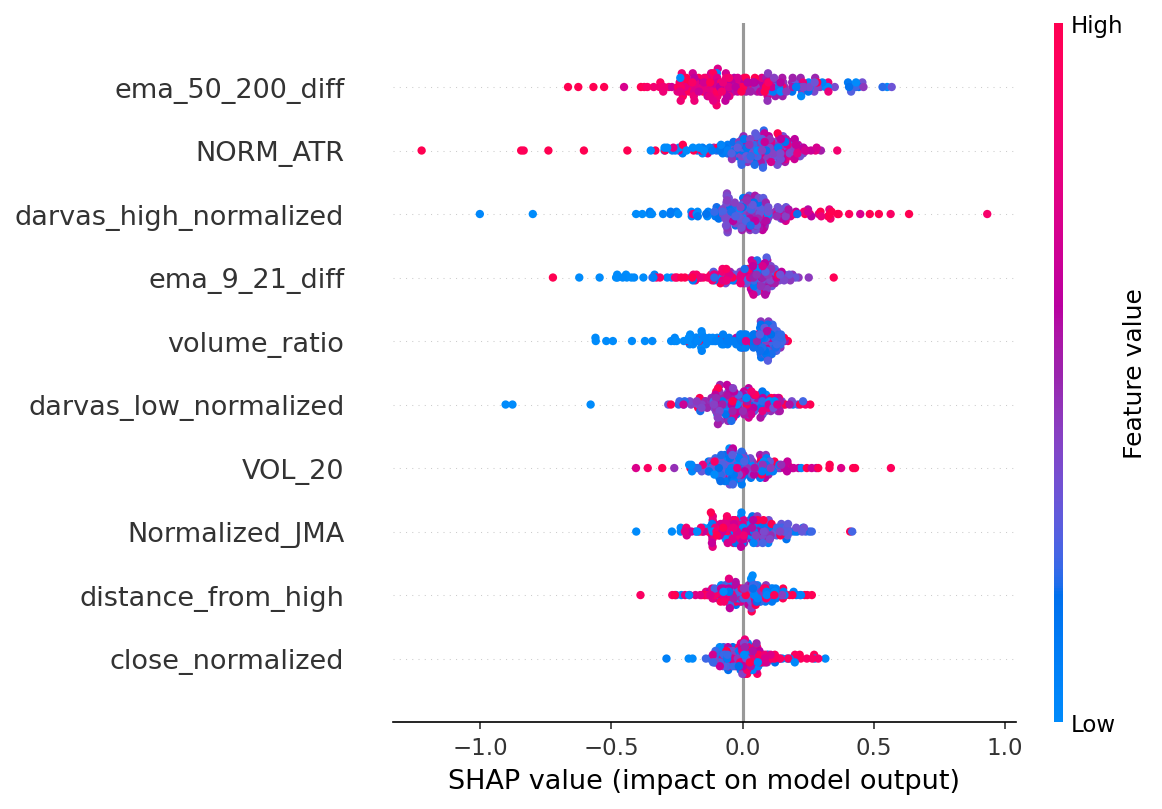 High
ema_50_200_diff
NORM_ATR
darvas_high_normalized
ema_9_21_diff
volume_ratio
darvas_low_normalized
VOL_20
Normalized_JMA
distance_from_high
close_normalized
Feature value
Low
−1.0 −0.5 0.0 0.5 1.0
SHAP value (impact on model output)